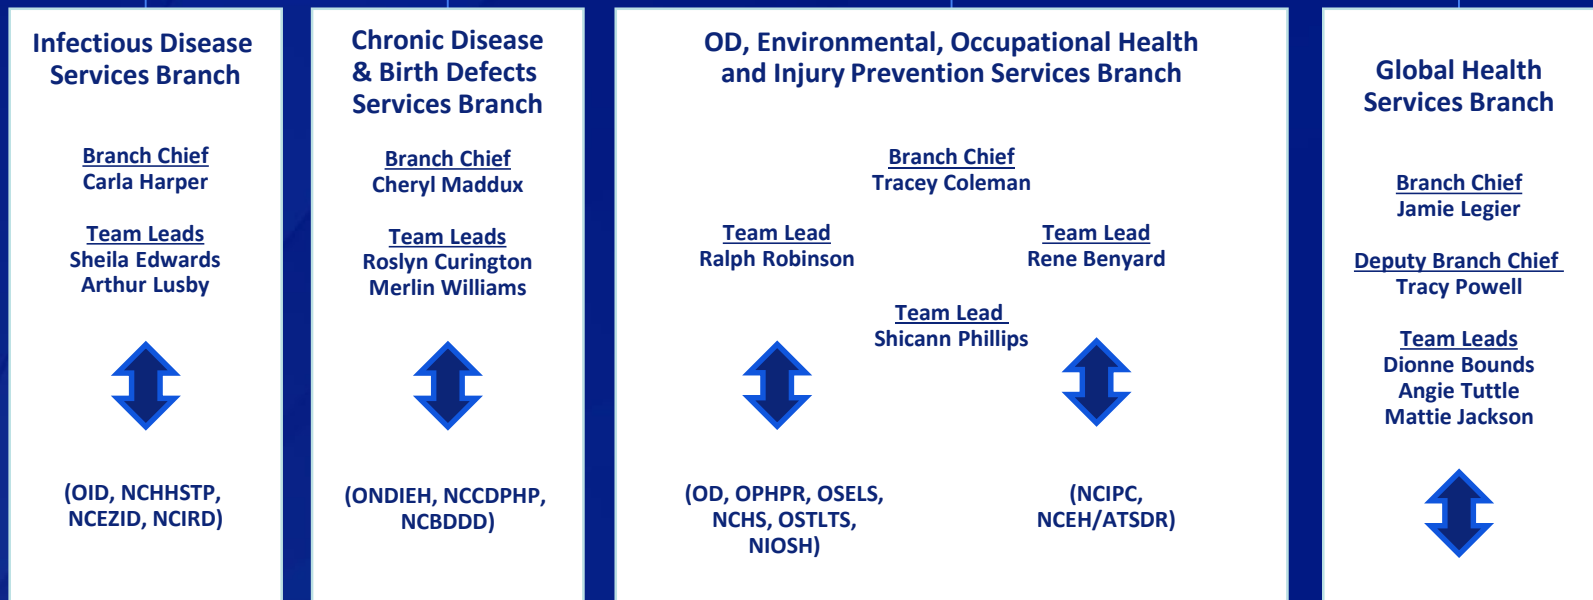 Infectious Disease
Services Branch
Branch Chief
Carla Harper
Team Leads
Sheila Edwards
Arthur Lusby
(OID, NCHHSTP,
NCEZID, NCIRD)
Chronic Disease
& Birth Defects
Services Branch
Branch Chief
Cheryl Maddux
Team Leads
Roslyn Curington
Merlin Williams
(ONDIEH, NCCDPHP,
NCBDDD)
OD, Environmental, Occupational Health
and Injury Prevention Services Branch
Branch Chief
Tracey Coleman
Team Lead
Ralph Robinson
Team Lead
Rene Benyard
Team Lead
Shicann Phillips
(OD, OPHPR, OSELS,
NCHS, OSTLTS,
NIOSH)
(NCIPC,
NCEH/ATSDR)
Global Health
Services Branch
Branch Chief
Jamie Legier
Deputy Branch Chief
Tracy Powell
Team Leads
Dionne Bounds
Angie Tuttle
Mattie Jackson